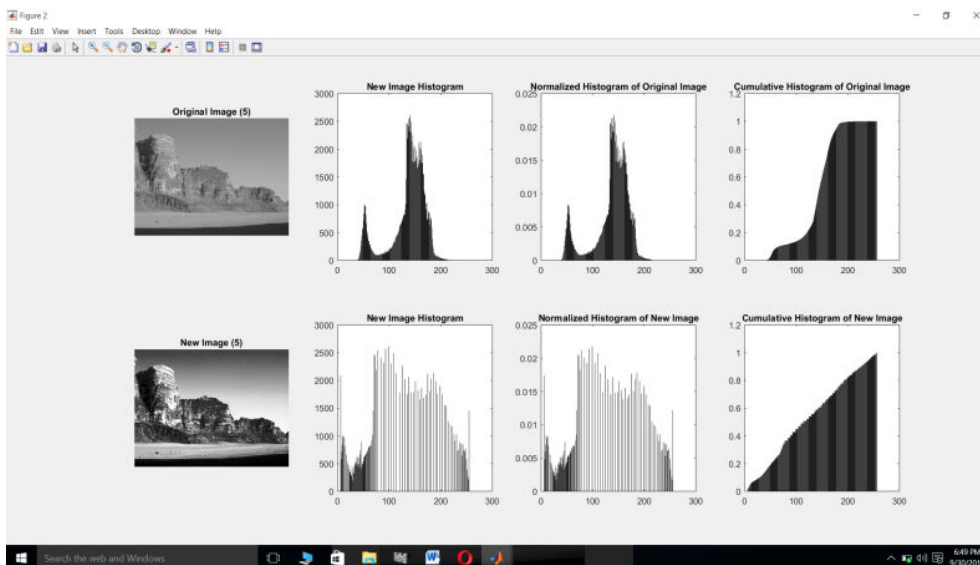 Figure 2
File Edit View Insert Tools Desktop Window Help
Original Image (5)
New Image Histogram
3000
2500
2000
1500
1000
500
0
0 100 200 300
Normalized Histogram of Original Image
0.025
0.02
0.015
0.01
0.005
0
0 100 200 300
Cumulative Histogram of Original Image
1.2
1
0.8
0.6
0.4
0.2
0
0 100 200 300
New Image (5)
New Image Histogram
3000
2500
2000
1500
1000
500
0
0 100 200 300
Normalized Histogram of New Image
0.025
0.02
0.015
0.01
0.005
0
0 100 200 300
Cumulative Histogram of New Image
1.2
1
0.8
0.6
0.4
0.2
0
0 100 200 300
Search the web and Windows
6:49 PM